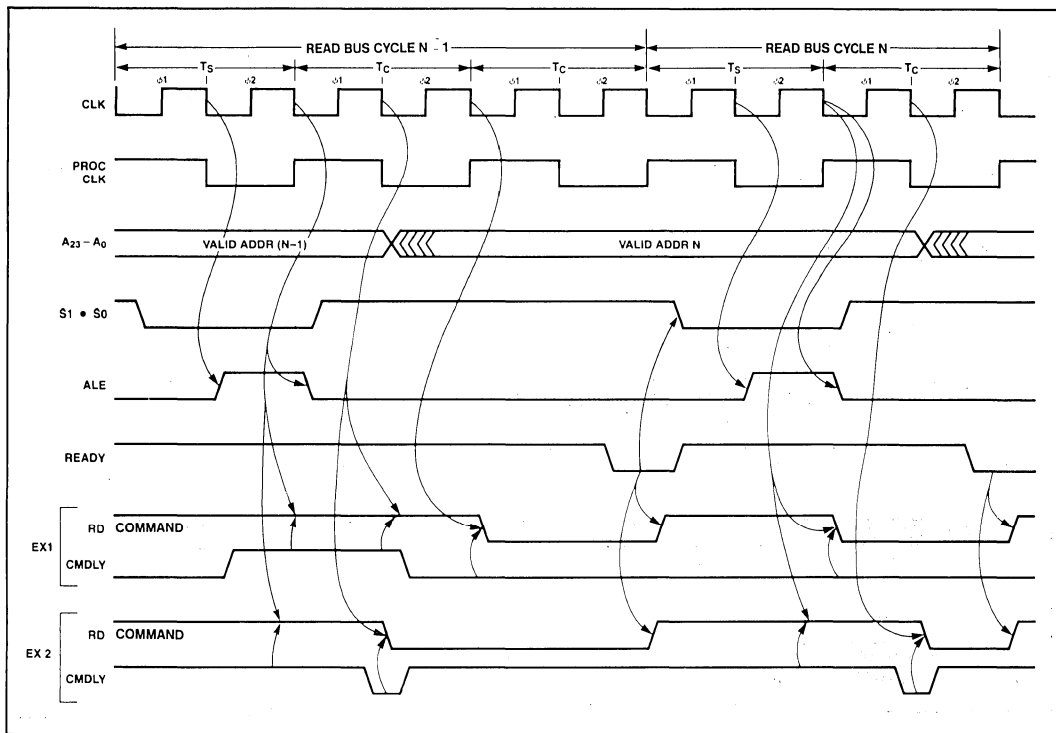 READ BUS CYCLE N - 1
READ BUS CYCLE N
TS
TC
TC
TS
TC
ϕ1
ϕ2
ϕ1
ϕ2
ϕ1
ϕ2
ϕ1
ϕ2
ϕ1
ϕ2
CLK
PROC
CLK
A23 – A0
VALID ADDR (N–1)
VALID ADDR N
S1 • S0
ALE
READY
EX1
RD COMMAND
CMDLY
EX 2
RD COMMAND
CMDLY